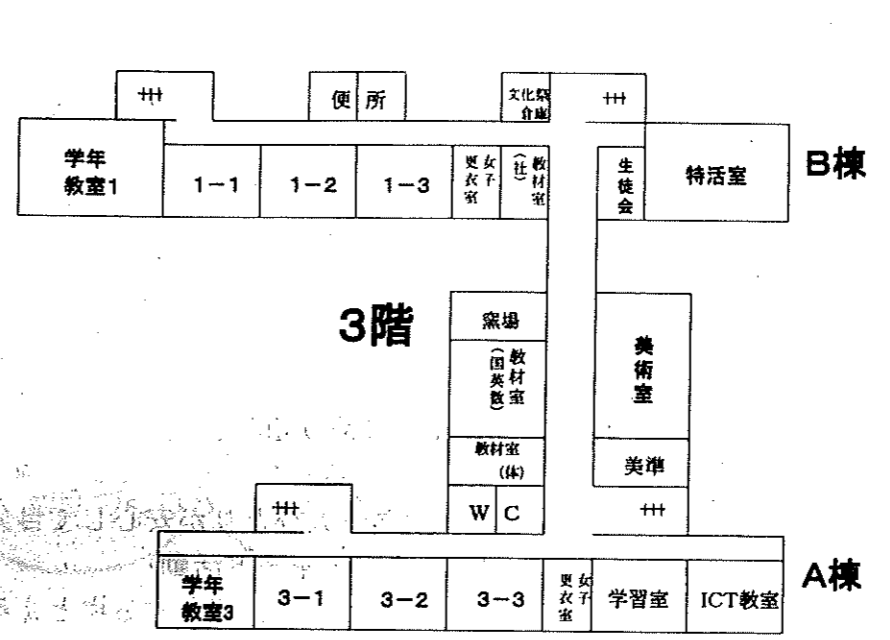 便 所
文化祭
倉庫
学年
教室1
1-1
1-2
1-3
女子
更衣室
教材室
(社)
生徒会
特活室
B棟
3階
窯場
教材室
(国英数)
美術室
教材室
(体)
美準
W C
学年
教室3
3-1
3-2
3-3
女子
更衣室
学習室
ICT教室
A棟